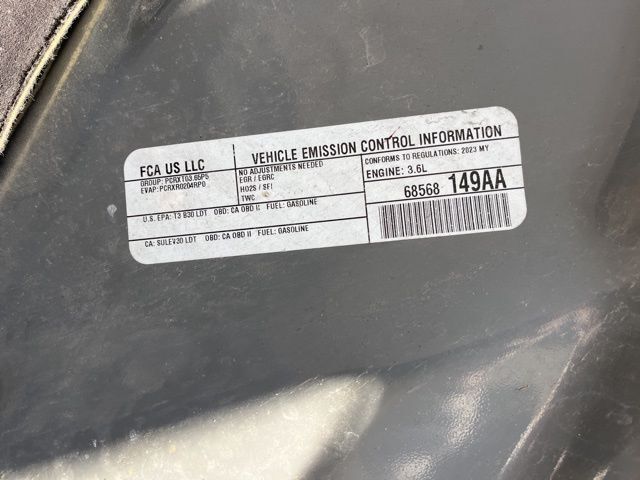 FCA US LLC
GROUP: PCRXT03.65P5
EVAP: PCRXR0204RP0
VEHICLE EMISSION CONTROL INFORMATION
NO ADJUSTMENTS NEEDED
EGR / EGRC
HO2S / SFI
TWC
CONFORMS TO REGULATIONS: 2023 MY
ENGINE: 3.6L
68568 149AA
U.S. EPA: T3 B30 LDT OBD: CA OBD II FUEL: GASOLINE
CA: SULEV30 LDT OBD: CA OBD II FUEL: GASOLINE